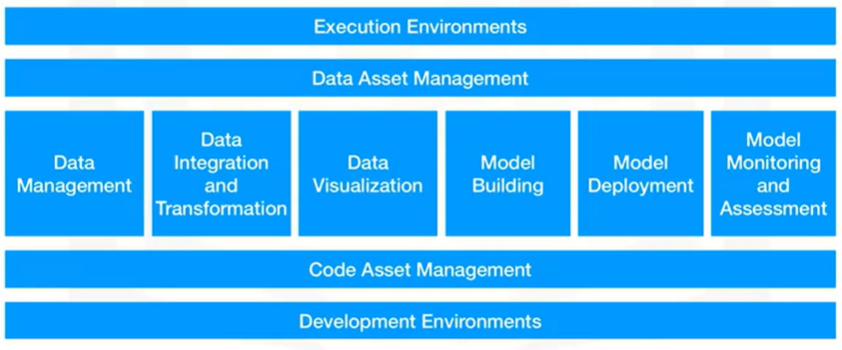 Execution Environments
Data Asset Management
Data
Management
Data
Integration
and
Transformation
Data
Visualization
Model
Building
Model
Deployment
Model
Monitoring
and
Assessment
Code Asset Management
Development Environments